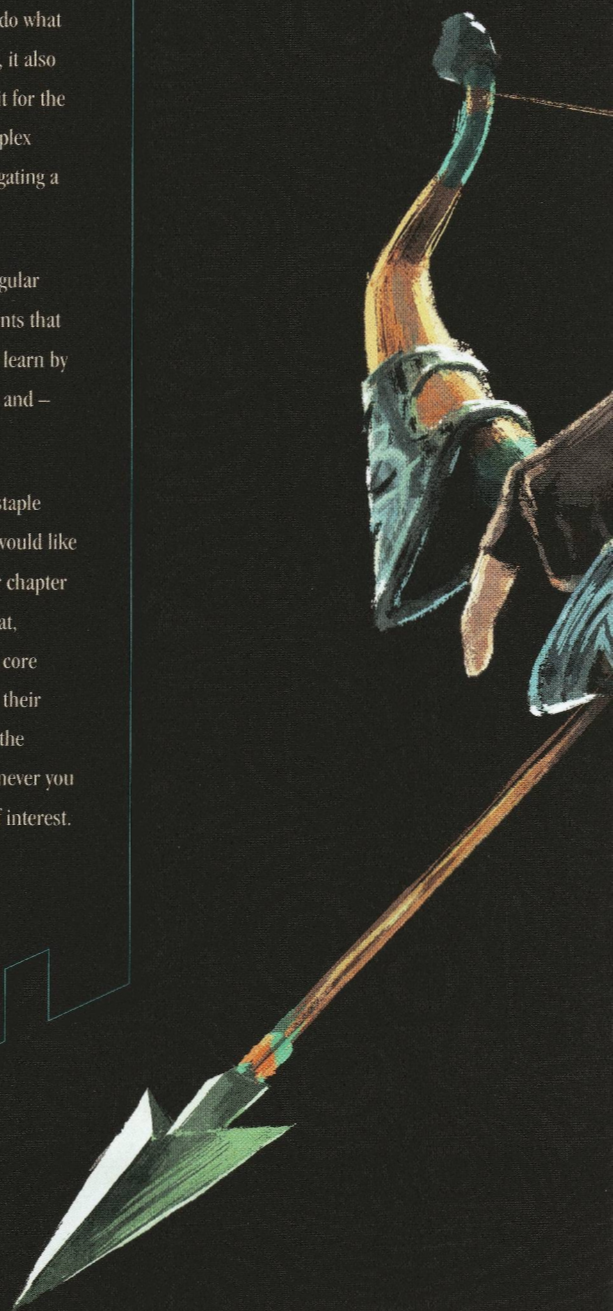 do what
, it also
it for the
plex
gating a
gular
nts that
learn by
and –
staple
would like
chapter
at,
core
their
the
never you
interest.